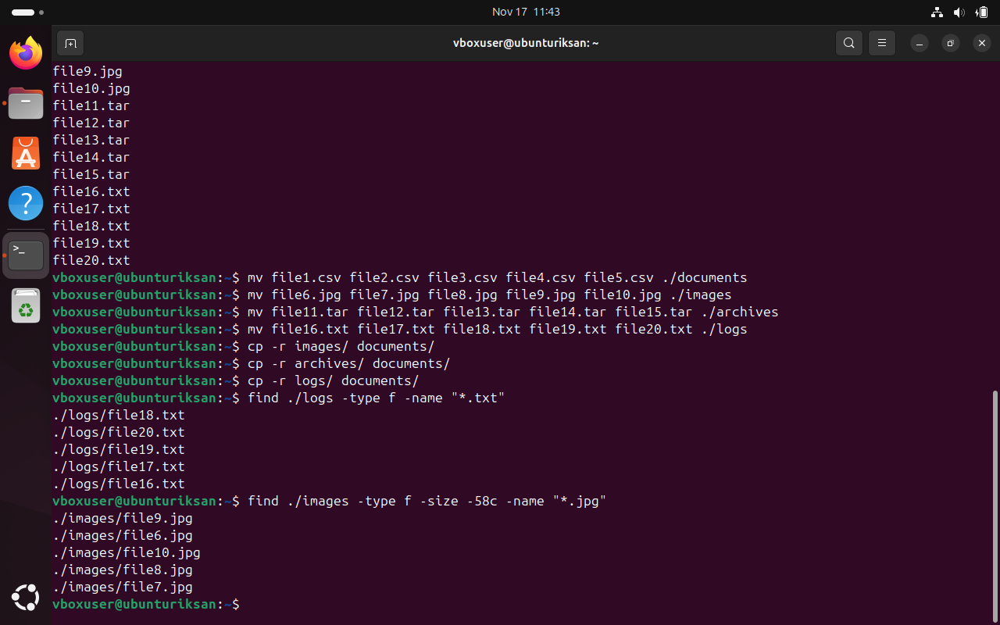 Nov 17 11:43
vboxuser@ubunturiksan: ~
file9.jpg
file10.jpg
file11.tar
file12.tar
file13.tar
file14.tar
file15.tar
file16.txt
file17.txt
file18.txt
file19.txt
file20.txt
vboxuser@ubunturiksan:~$ mv file1.csv file2.csv file3.csv file4.csv file5.csv ./documents
vboxuser@ubunturiksan:~$ mv file6.jpg file7.jpg file8.jpg file9.jpg file10.jpg ./images
vboxuser@ubunturiksan:~$ mv file11.tar file12.tar file13.tar file14.tar file15.tar ./archives
vboxuser@ubunturiksan:~$ mv file16.txt file17.txt file18.txt file19.txt file20.txt ./logs
vboxuser@ubunturiksan:~$ cp -r images/ documents/
vboxuser@ubunturiksan:~$ cp -r archives/ documents/
vboxuser@ubunturiksan:~$ cp -r logs/ documents/
vboxuser@ubunturiksan:~$ find ./logs -type f -name "*.txt"
./logs/file18.txt
./logs/file20.txt
./logs/file19.txt
./logs/file17.txt
./logs/file16.txt
vboxuser@ubunturiksan:~$ find ./images -type f -size -58c -name "*.jpg"
./images/file9.jpg
./images/file6.jpg
./images/file10.jpg
./images/file8.jpg
./images/file7.jpg
vboxuser@ubunturiksan:~$